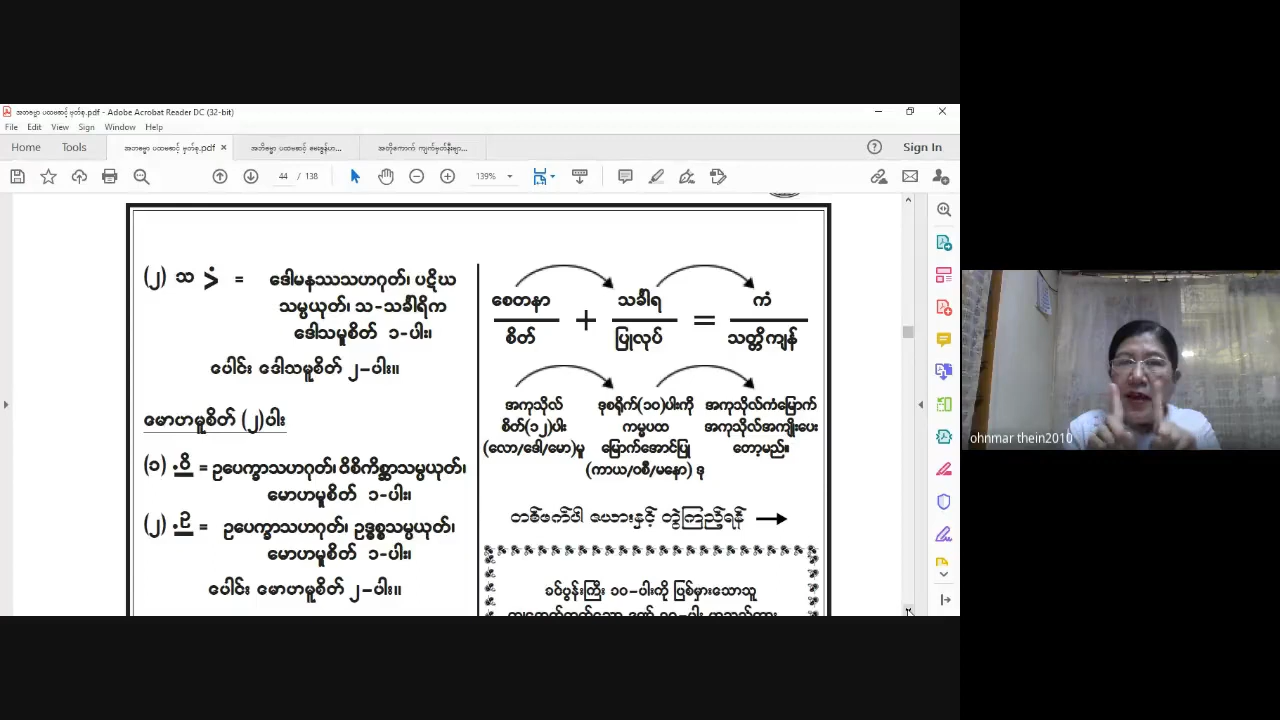 အဘဓမ္မာ ပထမဆင့် မှတ်စု.pdf - Adobe Acrobat Reader DC (32-bit)
File Edit View Sign Window Help
Home Tools
Sign In
44 / 138
139%
(၂) သ = ဒေါမနဿသဟဂုတ်၊ ပဋိဃ
သမ္ပယုတ်၊ သ-သင်္ခါရိက
ဒေါသမူစိတ် ၁-ပါး၊
ပေါင်း ဒေါသမူစိတ် ၂-ပါး။
မောဟမူစိတ် (၂)ပါး
(၁) .ဝိ = ဥပေက္ခာသဟဂုတ်၊ ဝိစိကိစ္ဆာသမ္ပယုတ်၊
မောဟမူစိတ် ၁-ပါး၊
(၂) .ဥ = ဥပေက္ခာသဟဂုတ်၊ ဥဒ္ဓစ္စသမ္ပယုတ်၊
မောဟမူစိတ် ၁-ပါး၊
ပေါင်း မောဟမူစိတ် ၂-ပါး။
စေတနာ သင်္ခါရ ကံ
+ =
စိတ် ပြုလုပ် သတ္တိကျန်
အကုသိုလ် ဒုစရိုက်(၁၀)ပါးကို အကုသိုလ်ကံမြောက်
စိတ်(၁၂)ပါး ကမ္မပထ အကုသိုလ်အကျိုးပေး
(လော/ဒေါ/မော)မူ မြောက်အောင်ပြု တော့မည်။
(ကာယ/ဝစီ/မနော) ဒု
တစ်ဖက်ပါ ဇယားနှင့် တွဲကြည့်ရန်
ခင်ပွန်းကြီး ၁၀-ပါးကို ပြစ်မှားသောသူ
ohnmar thein2010